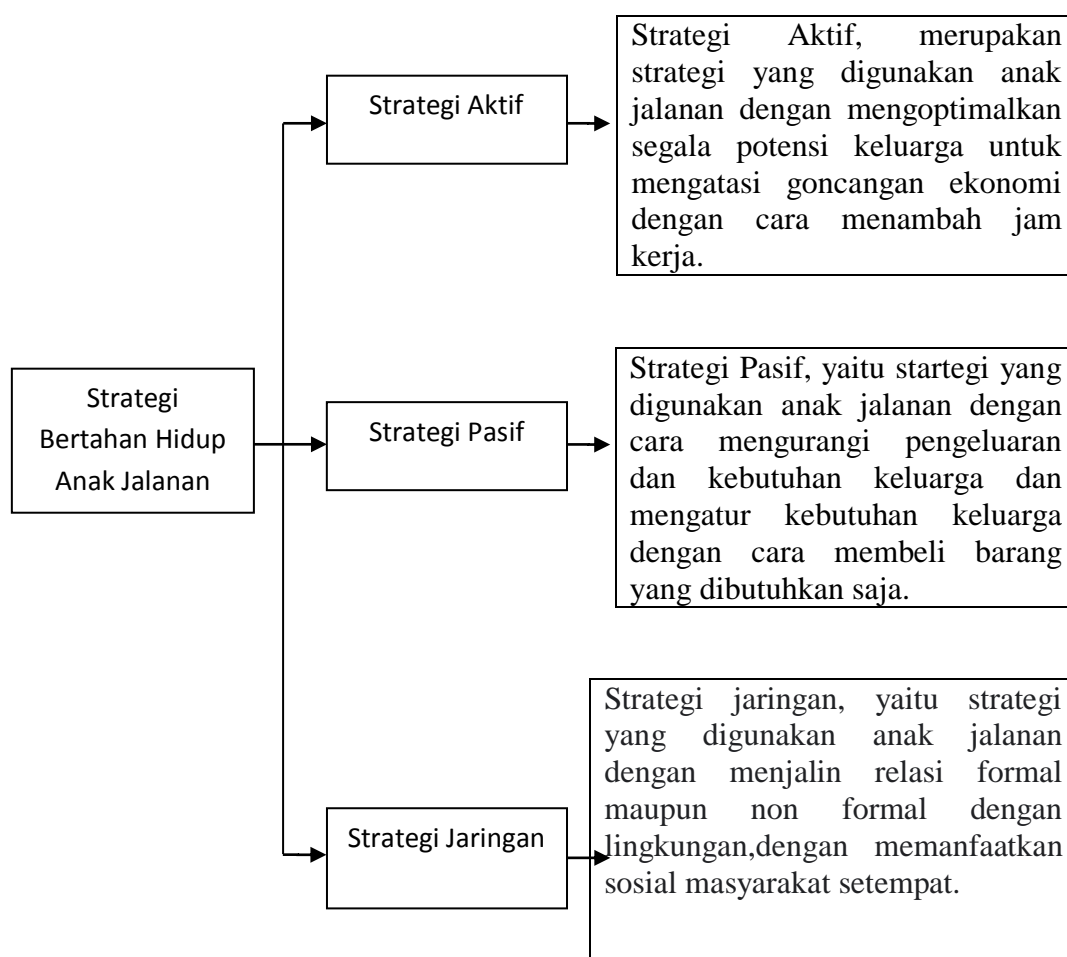 Strategi Aktif, merupakan
strategi yang digunakan anak
jalanan dengan mengoptimalkan
segala potensi keluarga untuk
mengatasi goncangan ekonomi
dengan cara menambah jam
kerja.
Strategi Aktif
Strategi
Bertahan Hidup
Anak Jalanan
Strategi Pasif
Strategi Pasif, yaitu startegi yang
digunakan anak jalanan dengan
cara mengurangi pengeluaran
dan kebutuhan keluarga dan
mengatur kebutuhan keluarga
dengan cara membeli barang
yang dibutuhkan saja.
Strategi Jaringan
Strategi jaringan, yaitu strategi
yang digunakan anak jalanan
dengan menjalin relasi formal
maupun non formal dengan
lingkungan,dengan memanfaatkan
sosial masyarakat setempat.